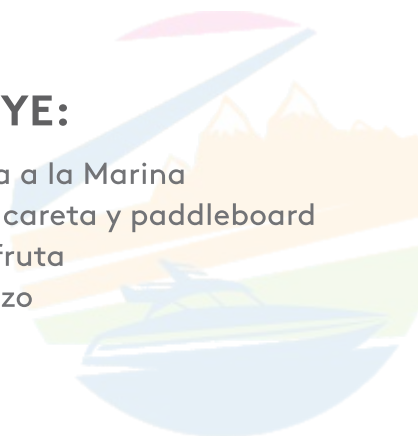 YE:
a a la Marina
careta y paddleboard
fruta
zo